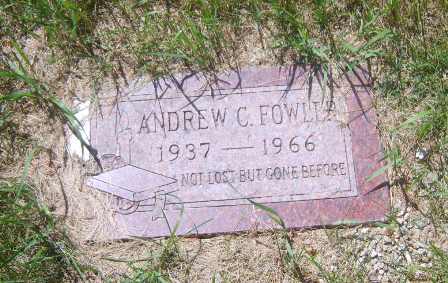 ANDREW C. FOWLER
1937 — 1966
NOT LOST BUT GONE BEFORE